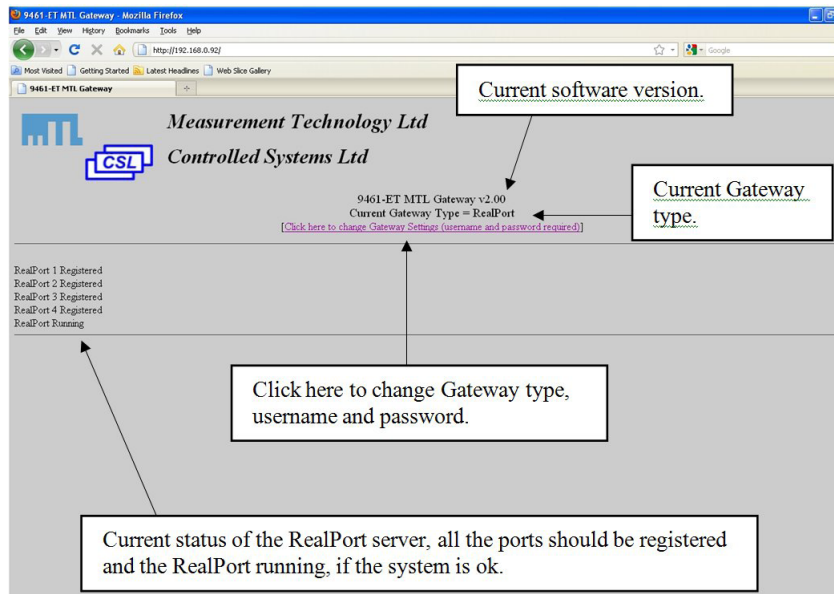 9461-ET MTL Gateway - Mozilla Firefox
File Edit View History Bookmarks Tools Help
http://192.168.0.92/
Google
Most Visited Getting Started Latest Headlines Web Slice Gallery
9461-ET MTL Gateway
Current software version.
MTL
CSL
Measurement Technology Ltd
Controlled Systems Ltd
9461-ET MTL Gateway v2.00
Current Gateway Type = RealPort
[Click here to change Gateway Settings (username and password required)]
Current Gateway
type.
RealPort 1 Registered
RealPort 2 Registered
RealPort 3 Registered
RealPort 4 Registered
RealPort Running
Click here to change Gateway type,
username and password.
Current status of the RealPort server, all the ports should be registered
and the RealPort running, if the system is ok.